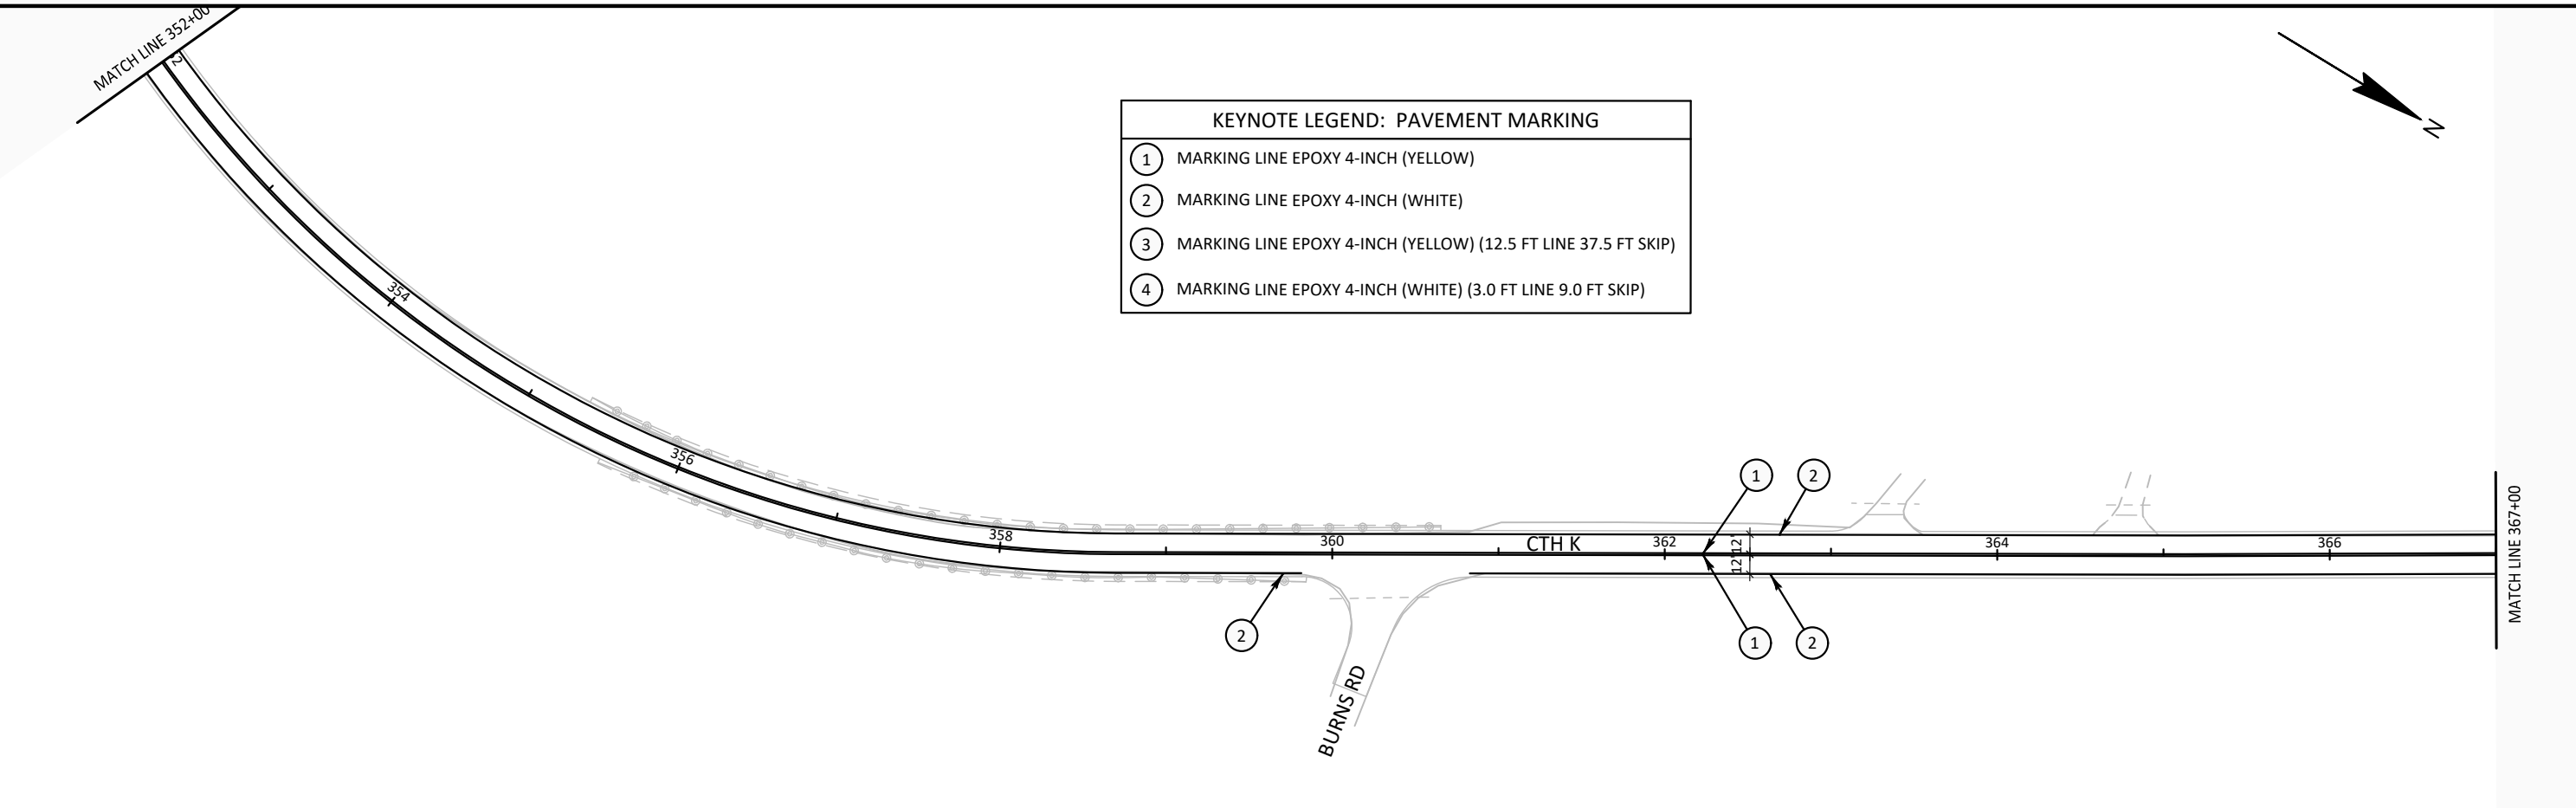 MATCH LINE 352+00
2
N
KEYNOTE LEGEND: PAVEMENT MARKING
1 MARKING LINE EPOXY 4-INCH (YELLOW)
2 MARKING LINE EPOXY 4-INCH (WHITE)
3 MARKING LINE EPOXY 4-INCH (YELLOW) (12.5 FT LINE 37.5 FT SKIP)
4 MARKING LINE EPOXY 4-INCH (WHITE) (3.0 FT LINE 9.0 FT SKIP)
354
356
358
360
CTH K
362
364
366
1
2
12'
12'
MATCH LINE 367+00
2
1
2
BURNS RD